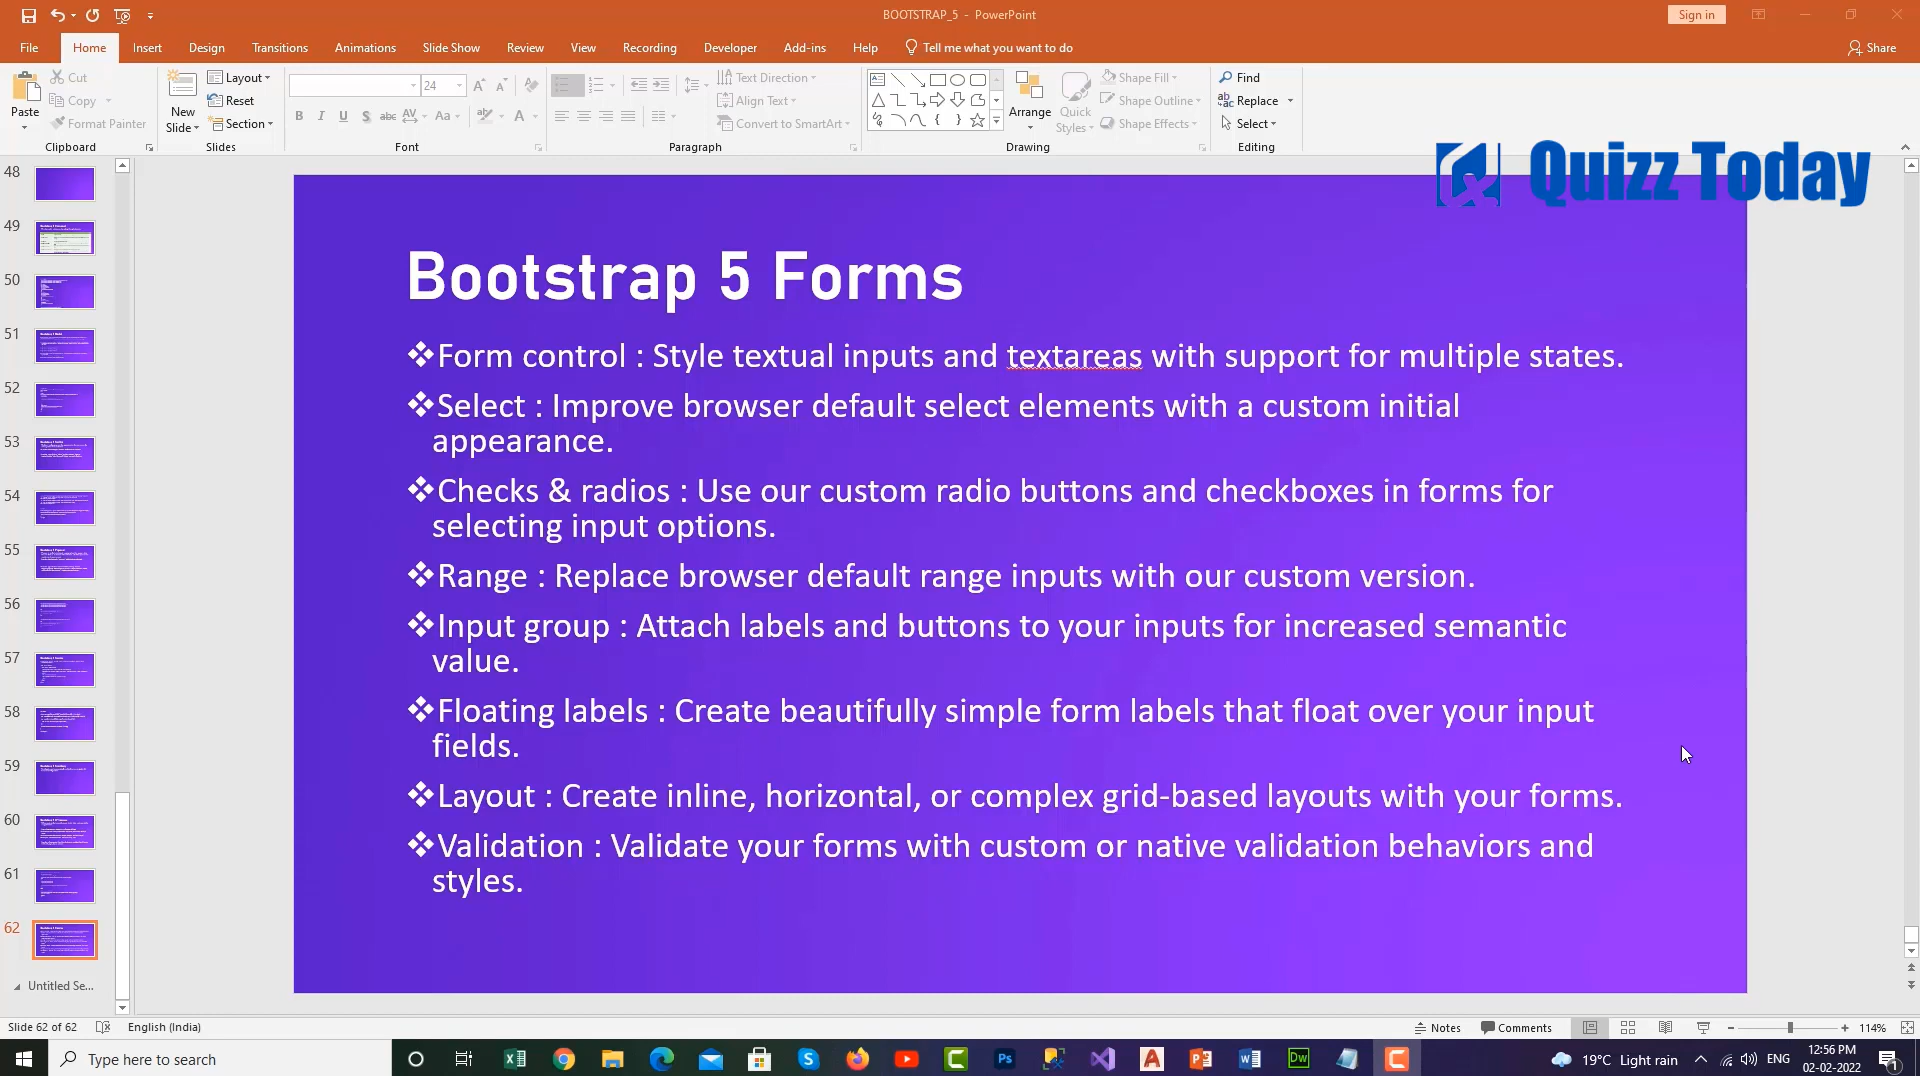 BOOTSTRAP_5 - PowerPoint
Sign in
File Home Insert Design Transitions Animations Slide Show Review View Recording Developer Add-ins Help Tell me what you want to do Share
Paste
Cut
Copy
Format Painter
Clipboard
New Slide
Layout
Reset
Section
Slides
24
B I U S abc AV Aa A
Font
Text Direction
Align Text
Convert to SmartArt
Paragraph
Arrange
Quick Styles
Shape Fill
Shape Outline
Shape Effects
Drawing
Find
Replace
Select
Editing
Quizz Today
48
49
50
51
52
53
54
55
56
57
58
59
60
61
62
Untitled Se...
Bootstrap 5 Forms
❖Form control : Style textual inputs and textareas with support for multiple states.
❖Select : Improve browser default select elements with a custom initial
appearance.
❖Checks & radios : Use our custom radio buttons and checkboxes in forms for
selecting input options.
❖Range : Replace browser default range inputs with our custom version.
❖Input group : Attach labels and buttons to your inputs for increased semantic
value.
❖Floating labels : Create beautifully simple form labels that float over your input
fields.
❖Layout : Create inline, horizontal, or complex grid-based layouts with your forms.
❖Validation : Validate your forms with custom or native validation behaviors and
styles.
Slide 62 of 62 English (India) Notes Comments 114%
Type here to search
19°C Light rain ENG
12:56 PM
02-02-2022